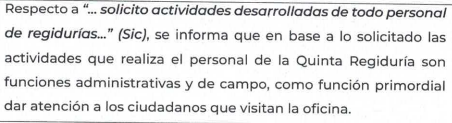 Respecto a "... solicito actividades desarrolladas de todo personal
de regidurías..." (Sic), se informa que en base a lo solicitado las
actividades que realiza el personal de la Quinta Regiduría son
funciones administrativas y de campo, como función primordial
dar atención a los ciudadanos que visitan la oficina.